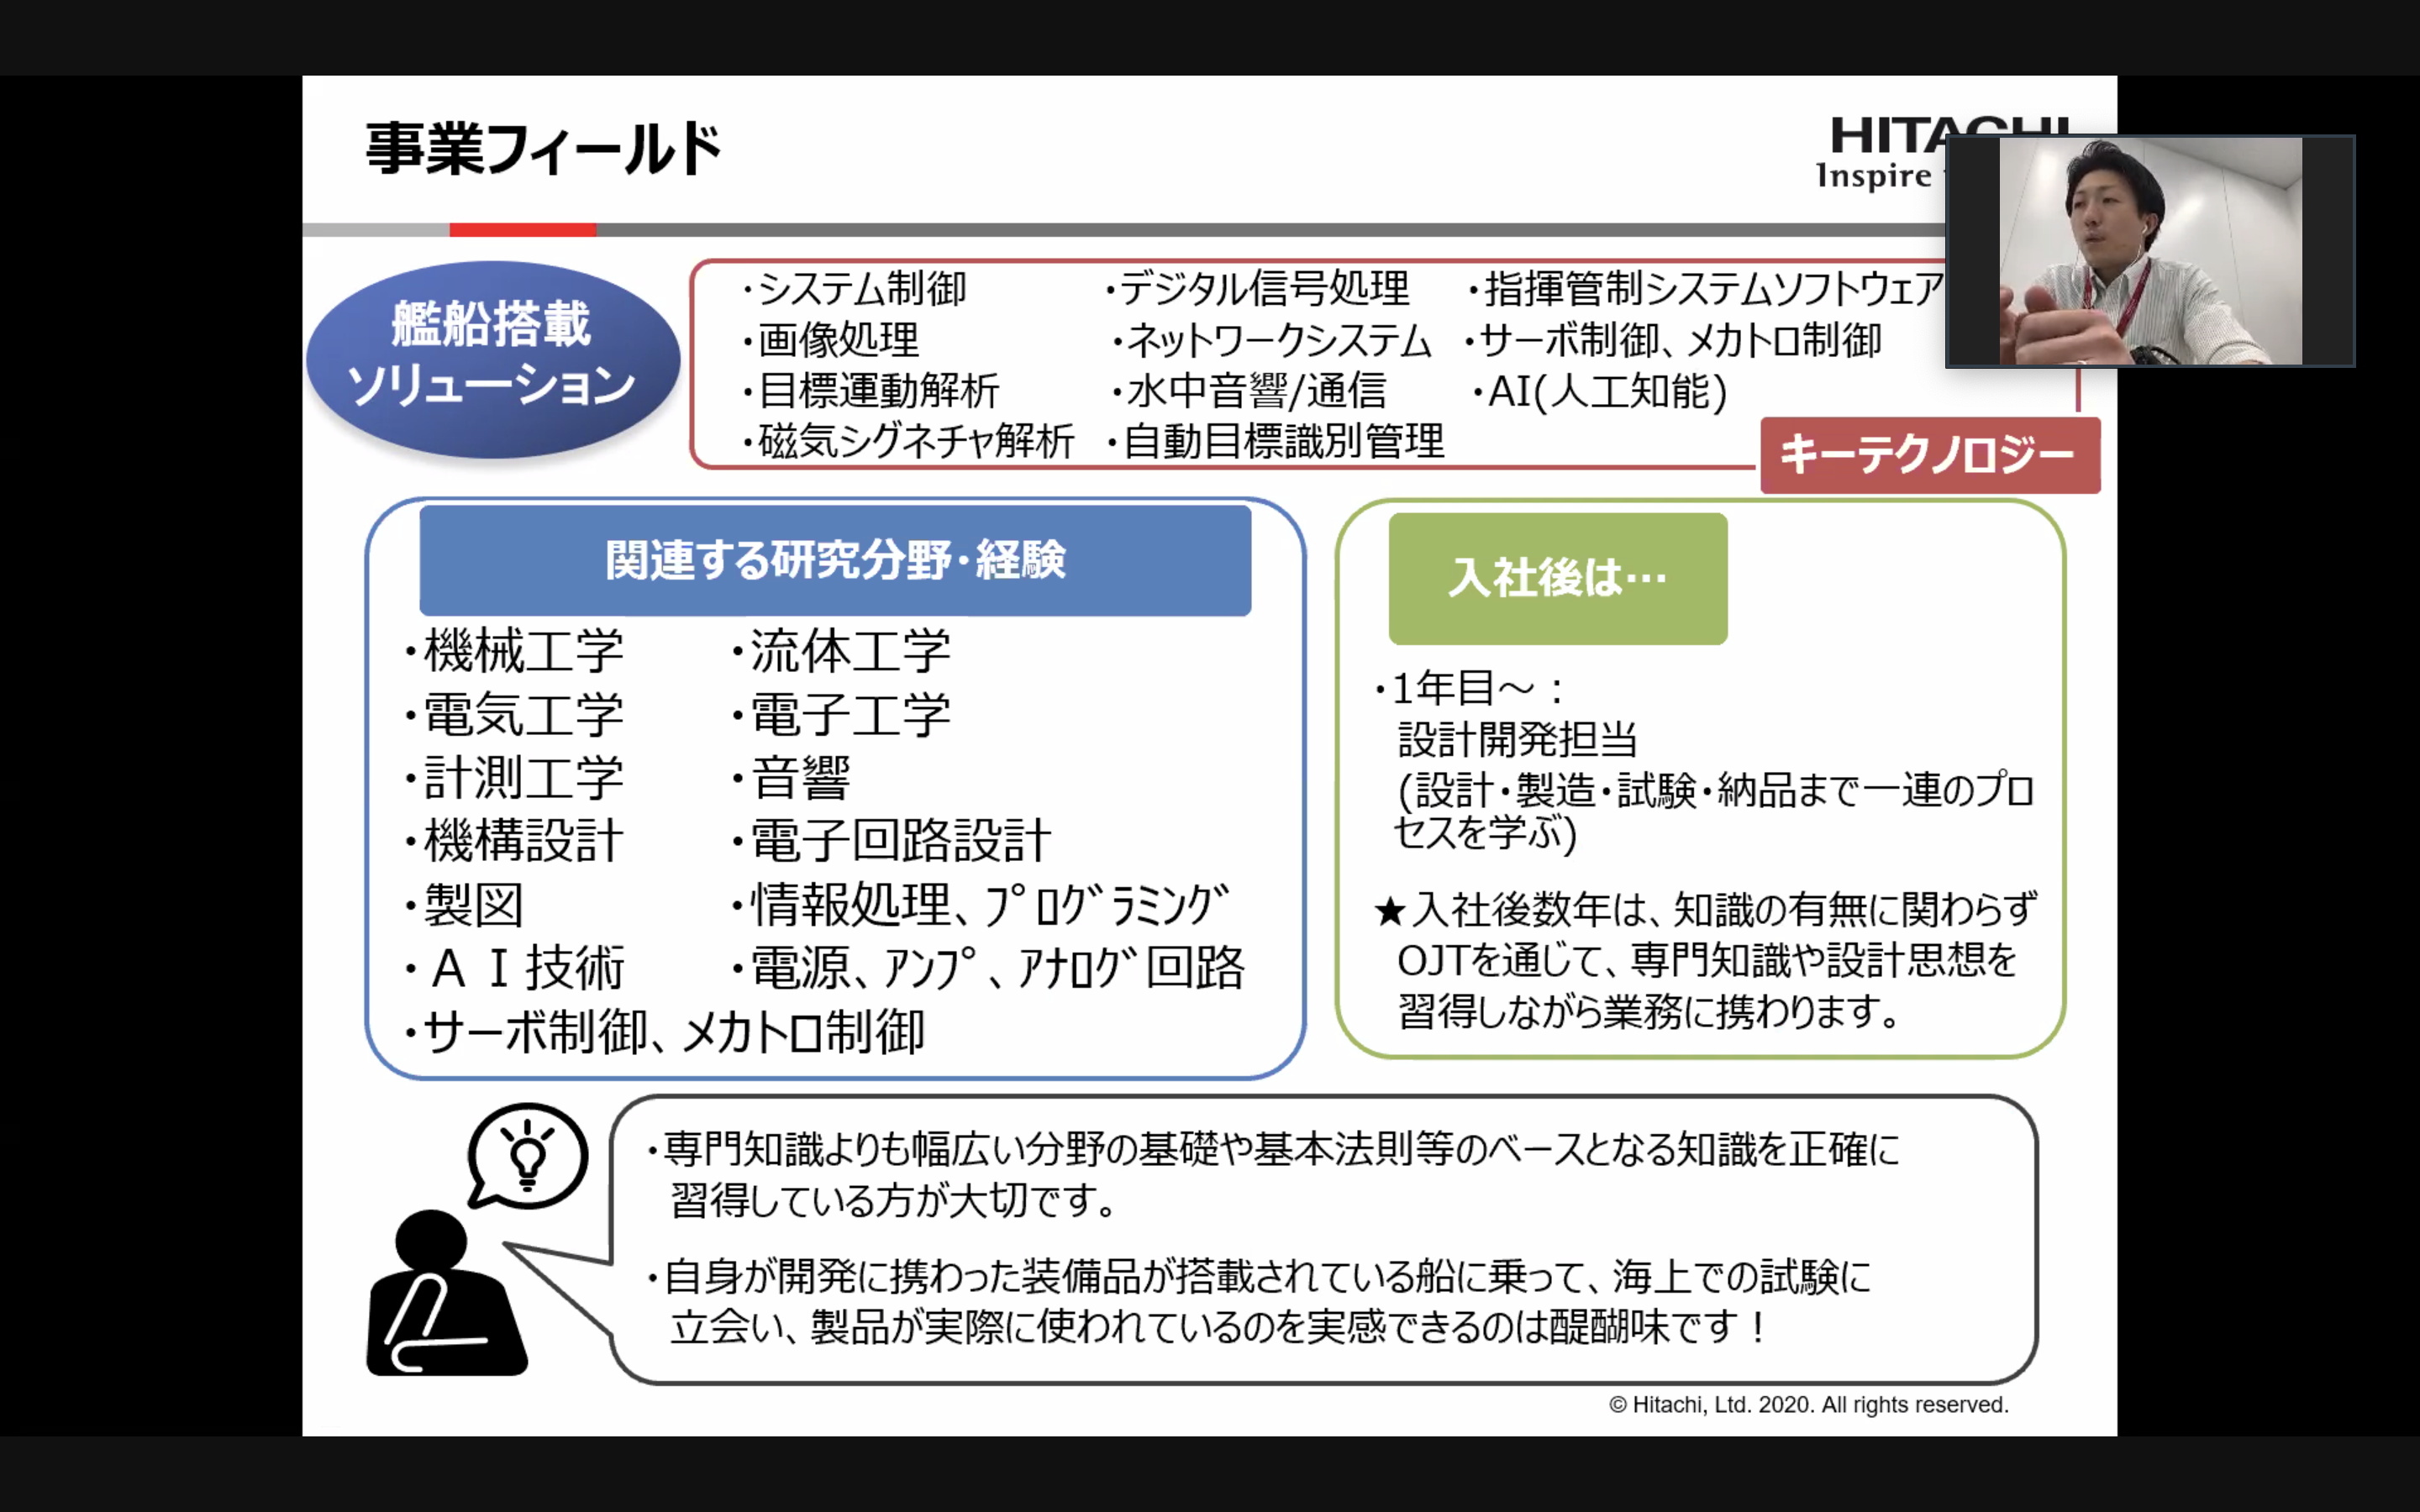 事業フィールド
HITACHI
Inspire
艦船搭載
ソリューション
・システム制御 ・デジタル信号処理 ・指揮管制システムソフトウェア
・画像処理 ・ネットワークシステム ・サーボ制御、メカトロ制御
・目標運動解析 ・水中音響/通信 ・AI(人工知能)
・磁気シグネチャ解析 ・自動目標識別管理
キーテクノロジー
関連する研究分野・経験
・機械工学 ・流体工学
・電気工学 ・電子工学
・計測工学 ・音響
・機構設計 ・電子回路設計
・製図 ・情報処理、ﾌﾟﾛｸﾞﾗﾐﾝｸﾞ
・ＡＩ技術 ・電源、ｱﾝﾌﾟ、ｱﾅﾛｸﾞ回路
・サーボ制御、メカトロ制御
入社後は…
・1年目～：
設計開発担当
(設計・製造・試験・納品まで一連のプロ
セスを学ぶ)
★入社後数年は、知識の有無に関わらず
OJTを通じて、専門知識や設計思想を
習得しながら業務に携わります。
・専門知識よりも幅広い分野の基礎や基本法則等のベースとなる知識を正確に
習得している方が大切です。
・自身が開発に携わった装備品が搭載されている船に乗って、海上での試験に
立会い、製品が実際に使われているのを実感できるのは醍醐味です！
© Hitachi, Ltd. 2020. All rights reserved.